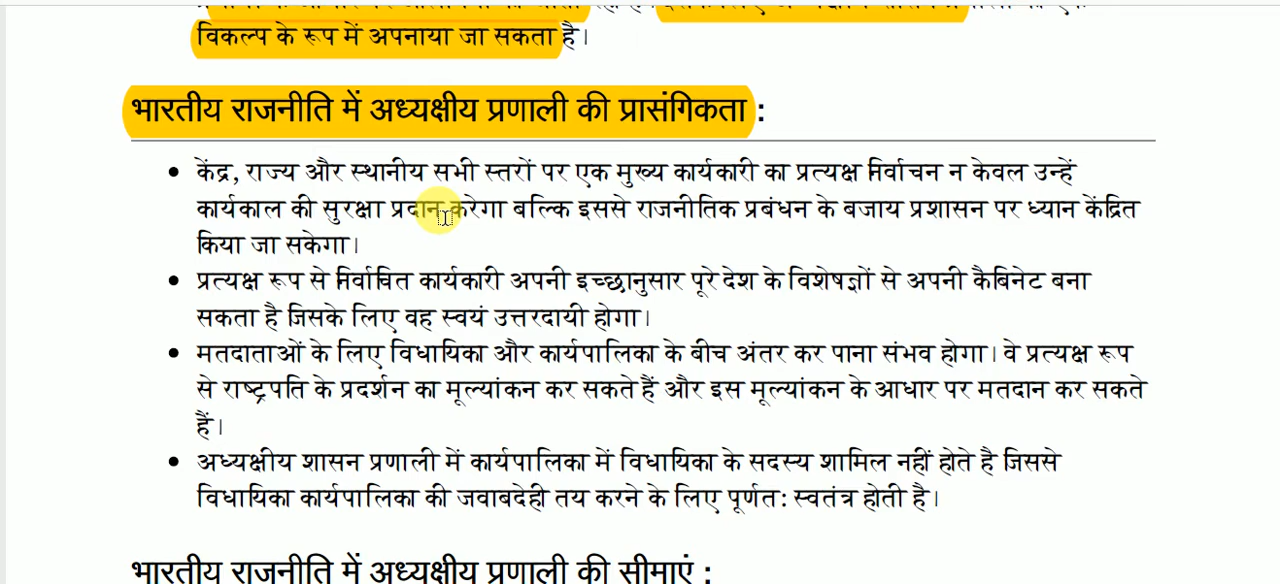 विकल्प के रूप में अपनाया जा सकता है।
भारतीय राजनीति में अध्यक्षीय प्रणाली की प्रासंगिकता :
• केंद्र, राज्य और स्थानीय सभी स्तरों पर एक मुख्य कार्यकारी का प्रत्यक्ष निर्वाचन न केवल उन्हें
कार्यकाल की सुरक्षा प्रदान करेगा बल्कि इससे राजनीतिक प्रबंधन के बजाय प्रशासन पर ध्यान केंद्रित
किया जा सकेगा।
• प्रत्यक्ष रूप से निर्वाचित कार्यकारी अपनी इच्छानुसार पूरे देश के विशेषज्ञों से अपनी कैबिनेट बना
सकता है जिसके लिए वह स्वयं उत्तरदायी होगा।
• मतदाताओं के लिए विधायिका और कार्यपालिका के बीच अंतर कर पाना संभव होगा। वे प्रत्यक्ष रूप
से राष्ट्रपति के प्रदर्शन का मूल्यांकन कर सकते हैं और इस मूल्यांकन के आधार पर मतदान कर सकते
हैं।
• अध्यक्षीय शासन प्रणाली में कार्यपालिका में विधायिका के सदस्य शामिल नहीं होते है जिससे
विधायिका कार्यपालिका की जवाबदेही तय करने के लिए पूर्णत: स्वतंत्र होती है।
भारतीय राजनीति में अध्यक्षीय प्रणाली की सीमाएं :